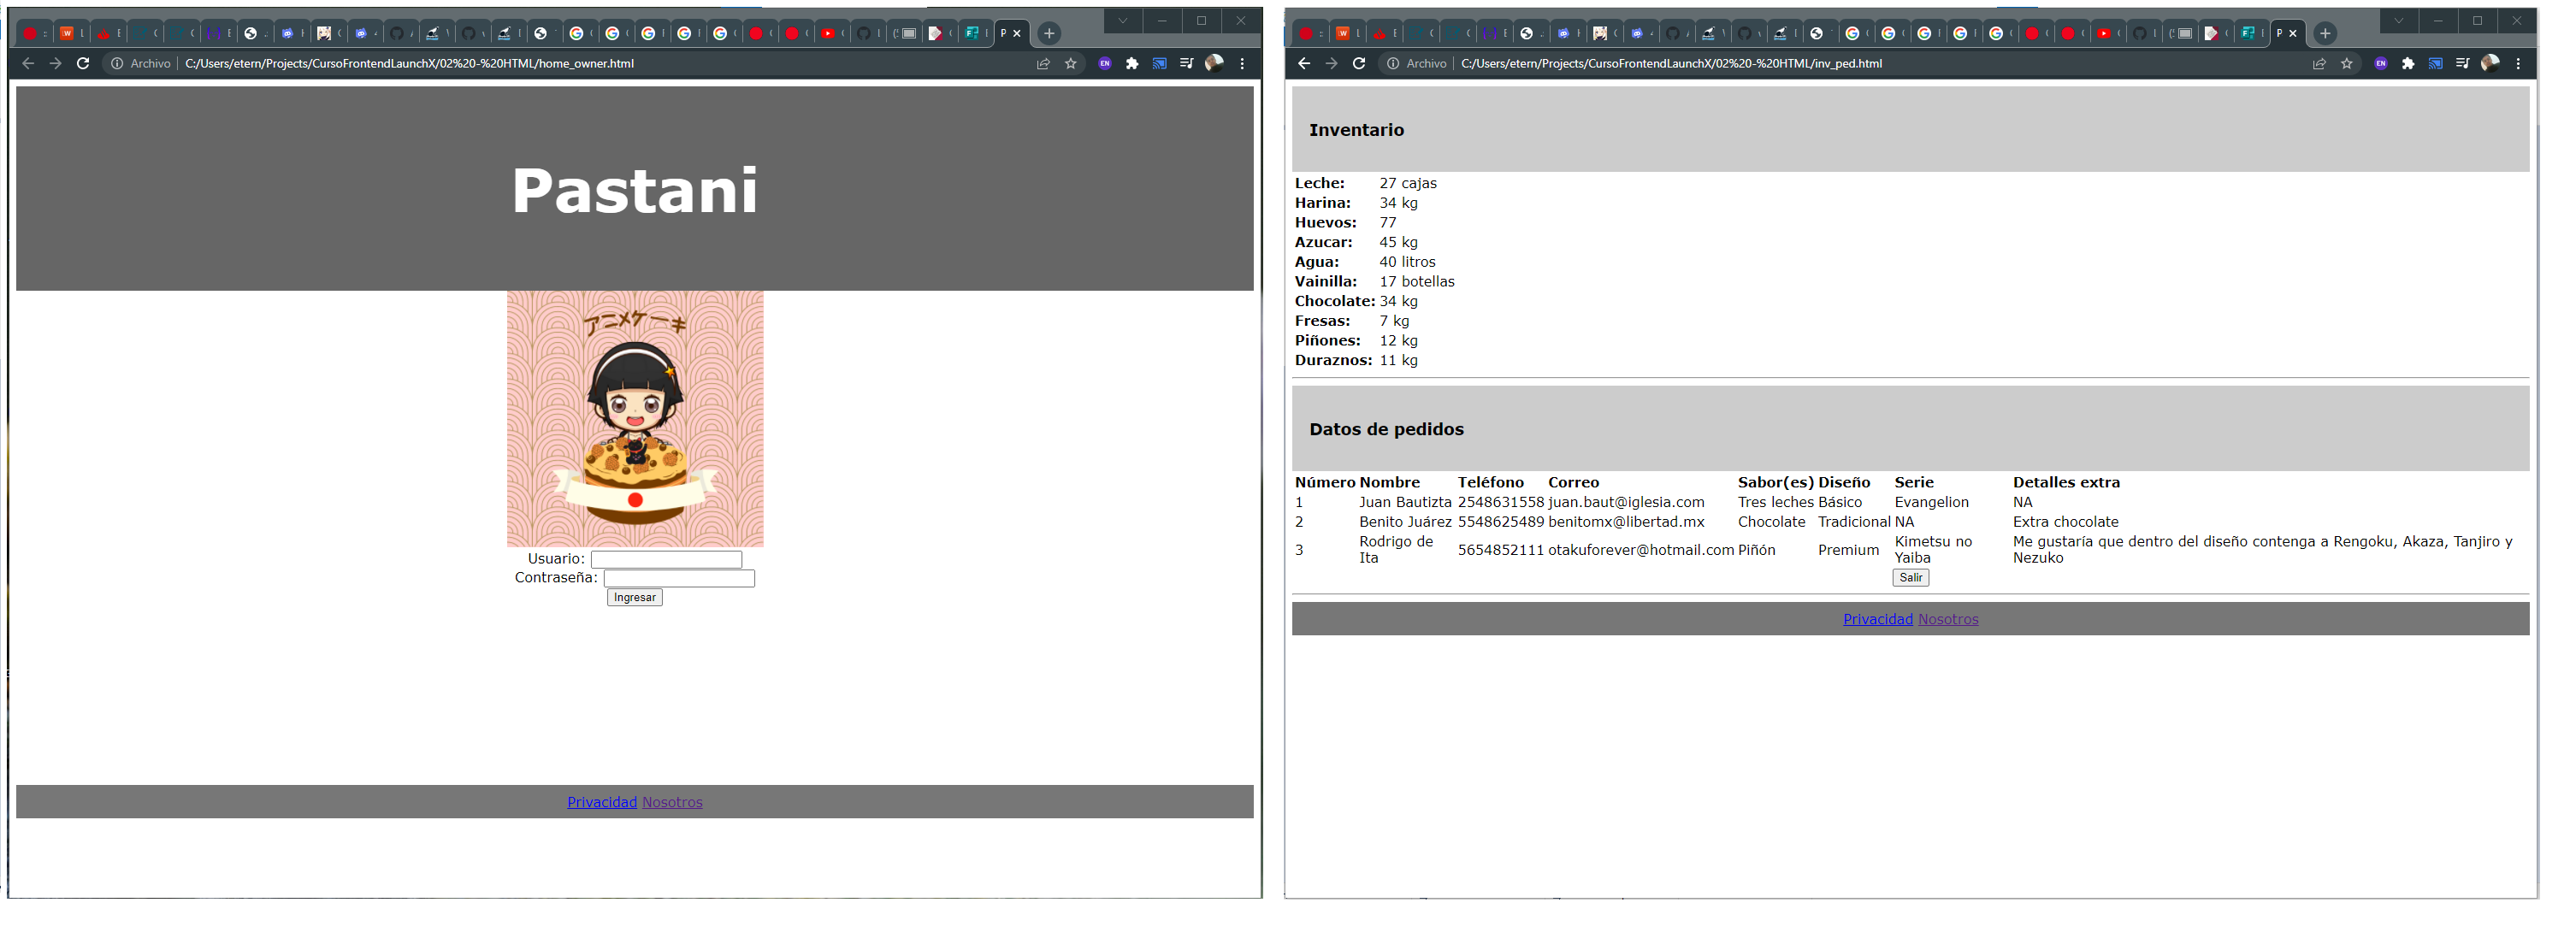 Archivo | C:/Users/etern/Projects/CursoFrontendLaunchX/02%20-%20HTML/home_owner.html
Pastani
アニメケーキ
Usuario:
Contraseña:
Ingresar
Privacidad Nosotros
Archivo | C:/Users/etern/Projects/CursoFrontendLaunchX/02%20-%20HTML/inv_ped.html
Inventario
Leche: 27 cajas
Harina: 34 kg
Huevos: 77
Azucar: 45 kg
Agua: 40 litros
Vainilla: 17 botellas
Chocolate: 34 kg
Fresas: 7 kg
Piñones: 12 kg
Duraznos: 11 kg
Datos de pedidos
Número Nombre Teléfono Correo Sabor(es) Diseño Serie Detalles extra
1 Juan Bautizta 2548631558 juan.baut@iglesia.com Tres leches Básico Evangelion NA
2 Benito Juárez 5548625489 benitomx@libertad.mx Chocolate Tradicional NA Extra chocolate
3 Rodrigo de Ita 5654852111 otakuforever@hotmail.com Piñón Premium Kimetsu no Yaiba Me gustaría que dentro del diseño contenga a Rengoku, Akaza, Tanjiro y Nezuko
Salir
Privacidad Nosotros